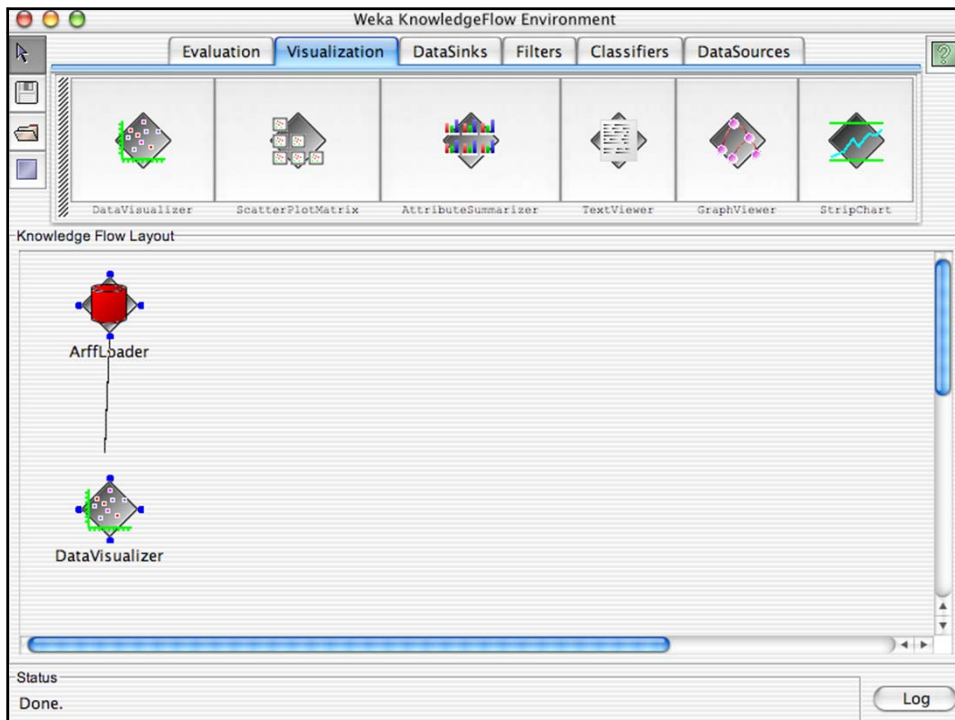 Weka KnowledgeFlow Environment
Evaluation Visualization DataSinks Filters Classifiers DataSources
DataVisualizer ScatterPlotMatrix AttributeSummarizer TextViewer GraphViewer StripChart
Knowledge Flow Layout
ArffLoader
DataVisualizer
Status
Done.
Log